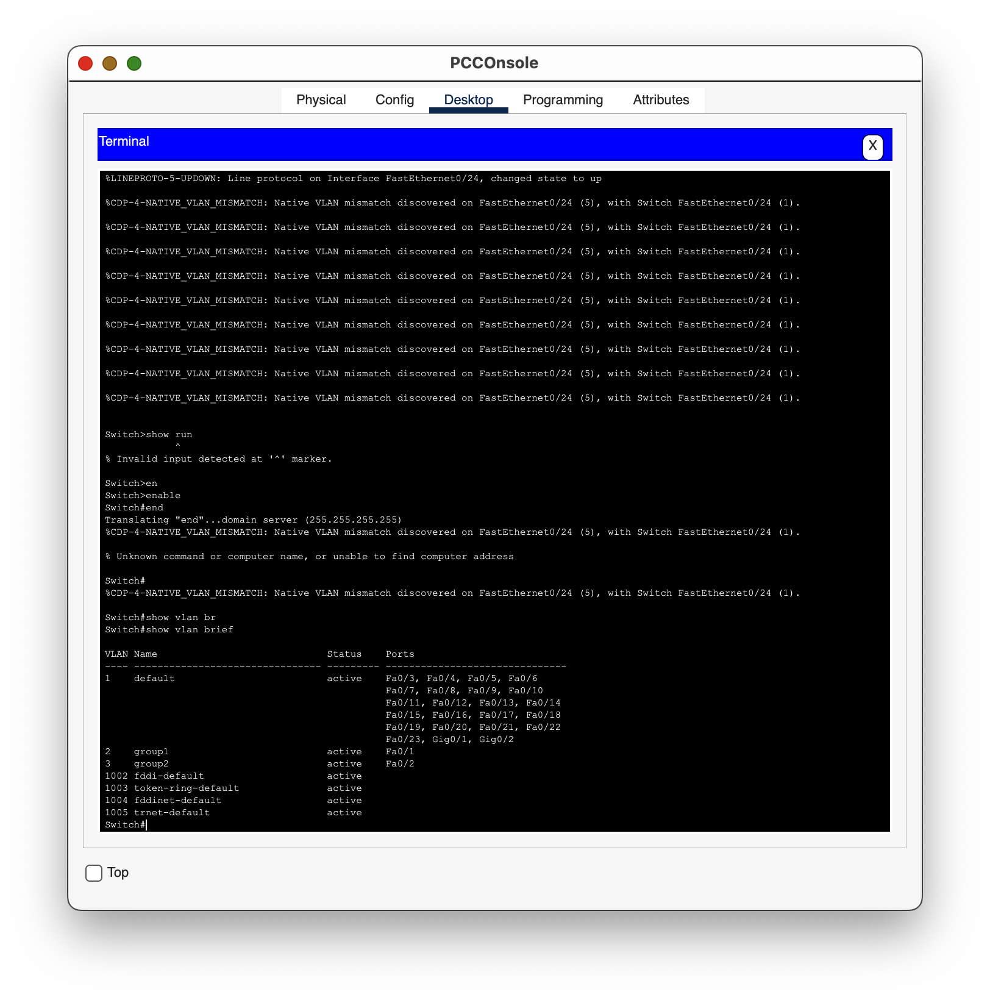 PCCOnsole
Physical Config Desktop Programming Attributes
Terminal X
%LINEPROTO-5-UPDOWN: Line protocol on Interface FastEthernet0/24, changed state to up
%CDP-4-NATIVE_VLAN_MISMATCH: Native VLAN mismatch discovered on FastEthernet0/24 (5), with Switch FastEthernet0/24 (1).
%CDP-4-NATIVE_VLAN_MISMATCH: Native VLAN mismatch discovered on FastEthernet0/24 (5), with Switch FastEthernet0/24 (1).
%CDP-4-NATIVE_VLAN_MISMATCH: Native VLAN mismatch discovered on FastEthernet0/24 (5), with Switch FastEthernet0/24 (1).
%CDP-4-NATIVE_VLAN_MISMATCH: Native VLAN mismatch discovered on FastEthernet0/24 (5), with Switch FastEthernet0/24 (1).
%CDP-4-NATIVE_VLAN_MISMATCH: Native VLAN mismatch discovered on FastEthernet0/24 (5), with Switch FastEthernet0/24 (1).
%CDP-4-NATIVE_VLAN_MISMATCH: Native VLAN mismatch discovered on FastEthernet0/24 (5), with Switch FastEthernet0/24 (1).
%CDP-4-NATIVE_VLAN_MISMATCH: Native VLAN mismatch discovered on FastEthernet0/24 (5), with Switch FastEthernet0/24 (1).
%CDP-4-NATIVE_VLAN_MISMATCH: Native VLAN mismatch discovered on FastEthernet0/24 (5), with Switch FastEthernet0/24 (1).
%CDP-4-NATIVE_VLAN_MISMATCH: Native VLAN mismatch discovered on FastEthernet0/24 (5), with Switch FastEthernet0/24 (1).
Switch>show run
^
% Invalid input detected at '^' marker.
Switch>en
Switch>enable
Switch#end
Translating "end"...domain server (255.255.255.255)
%CDP-4-NATIVE_VLAN_MISMATCH: Native VLAN mismatch discovered on FastEthernet0/24 (5), with Switch FastEthernet0/24 (1).
% Unknown command or computer name, or unable to find computer address
Switch#
%CDP-4-NATIVE_VLAN_MISMATCH: Native VLAN mismatch discovered on FastEthernet0/24 (5), with Switch FastEthernet0/24 (1).
Switch#show vlan br
Switch#show vlan brief
VLAN Name                             Status    Ports
---- -------------------------------- --------- -------------------------------
1    default                          active    Fa0/3, Fa0/4, Fa0/5, Fa0/6
Fa0/7, Fa0/8, Fa0/9, Fa0/10
Fa0/11, Fa0/12, Fa0/13, Fa0/14
Fa0/15, Fa0/16, Fa0/17, Fa0/18
Fa0/19, Fa0/20, Fa0/21, Fa0/22
Fa0/23, Gig0/1, Gig0/2
2    group1                           active    Fa0/1
3    group2                           active    Fa0/2
1002 fddi-default                     active
1003 token-ring-default               active
1004 fddinet-default                  active
1005 trnet-default                    active
Switch#
Top